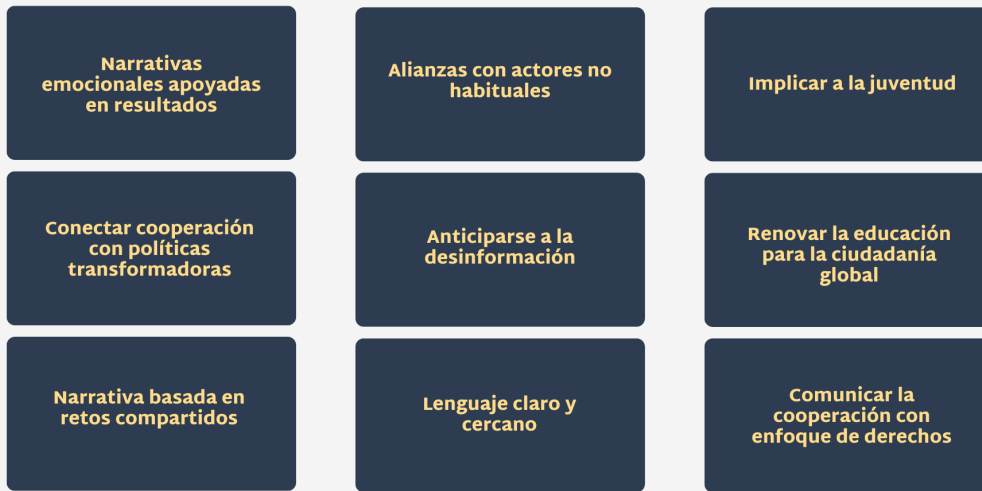 Narrativas
emocionales apoyadas
en resultados
Alianzas con actores no
habituales
Implicar a la juventud
Conectar cooperación
con políticas
transformadoras
Anticiparse a la
desinformación
Renovar la educación
para la ciudadanía
global
Narrativa basada en
retos compartidos
Lenguaje claro y
cercano
Comunicar la
cooperación con
enfoque de derechos